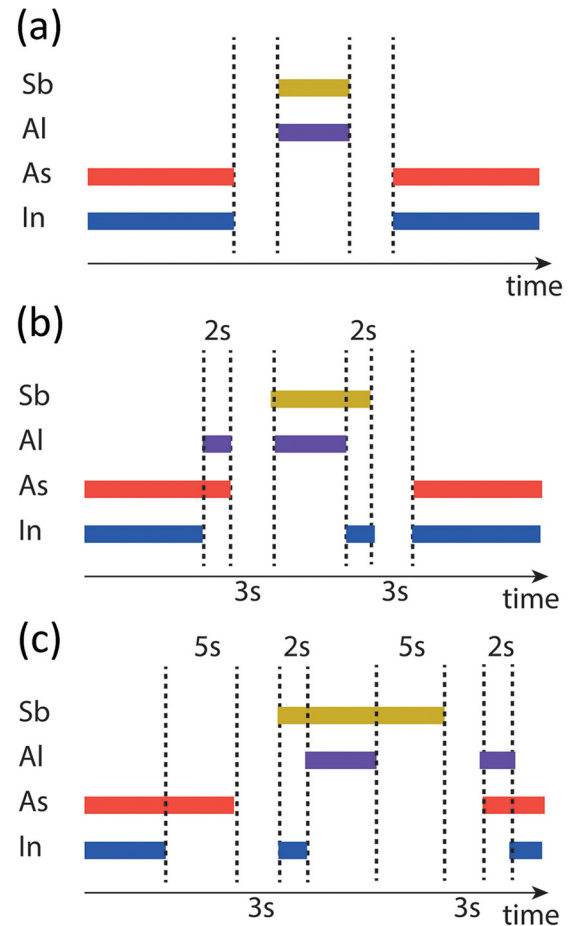 (a)
Sb
Al
As
In
time
(b)
2s 2s
Sb
Al
As
In
3s 3s
time
(c)
5s 2s 5s 2s
Sb
Al
As
In
3s 3s
time